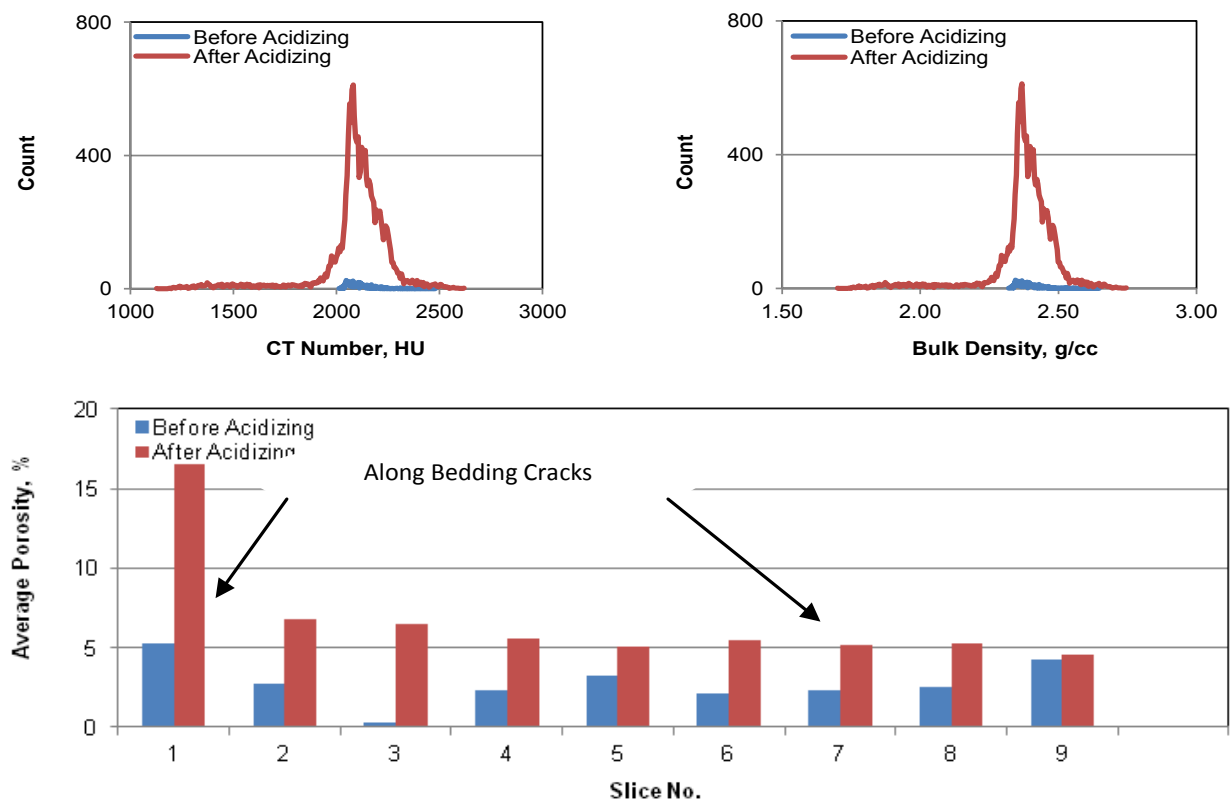 800
Before Acidizing
After Acidizing
400
0
Count
1000 1500 2000 2500 3000
CT Number, HU
800
Before Acidizing
After Acidizing
400
0
Count
1.50 2.00 2.50 3.00
Bulk Density, g/cc
20
Before Acidizing
After Acidizing
Along Bedding Cracks
15
10
5
0
Average Porosity, %
1 2 3 4 5 6 7 8 9
Slice No.